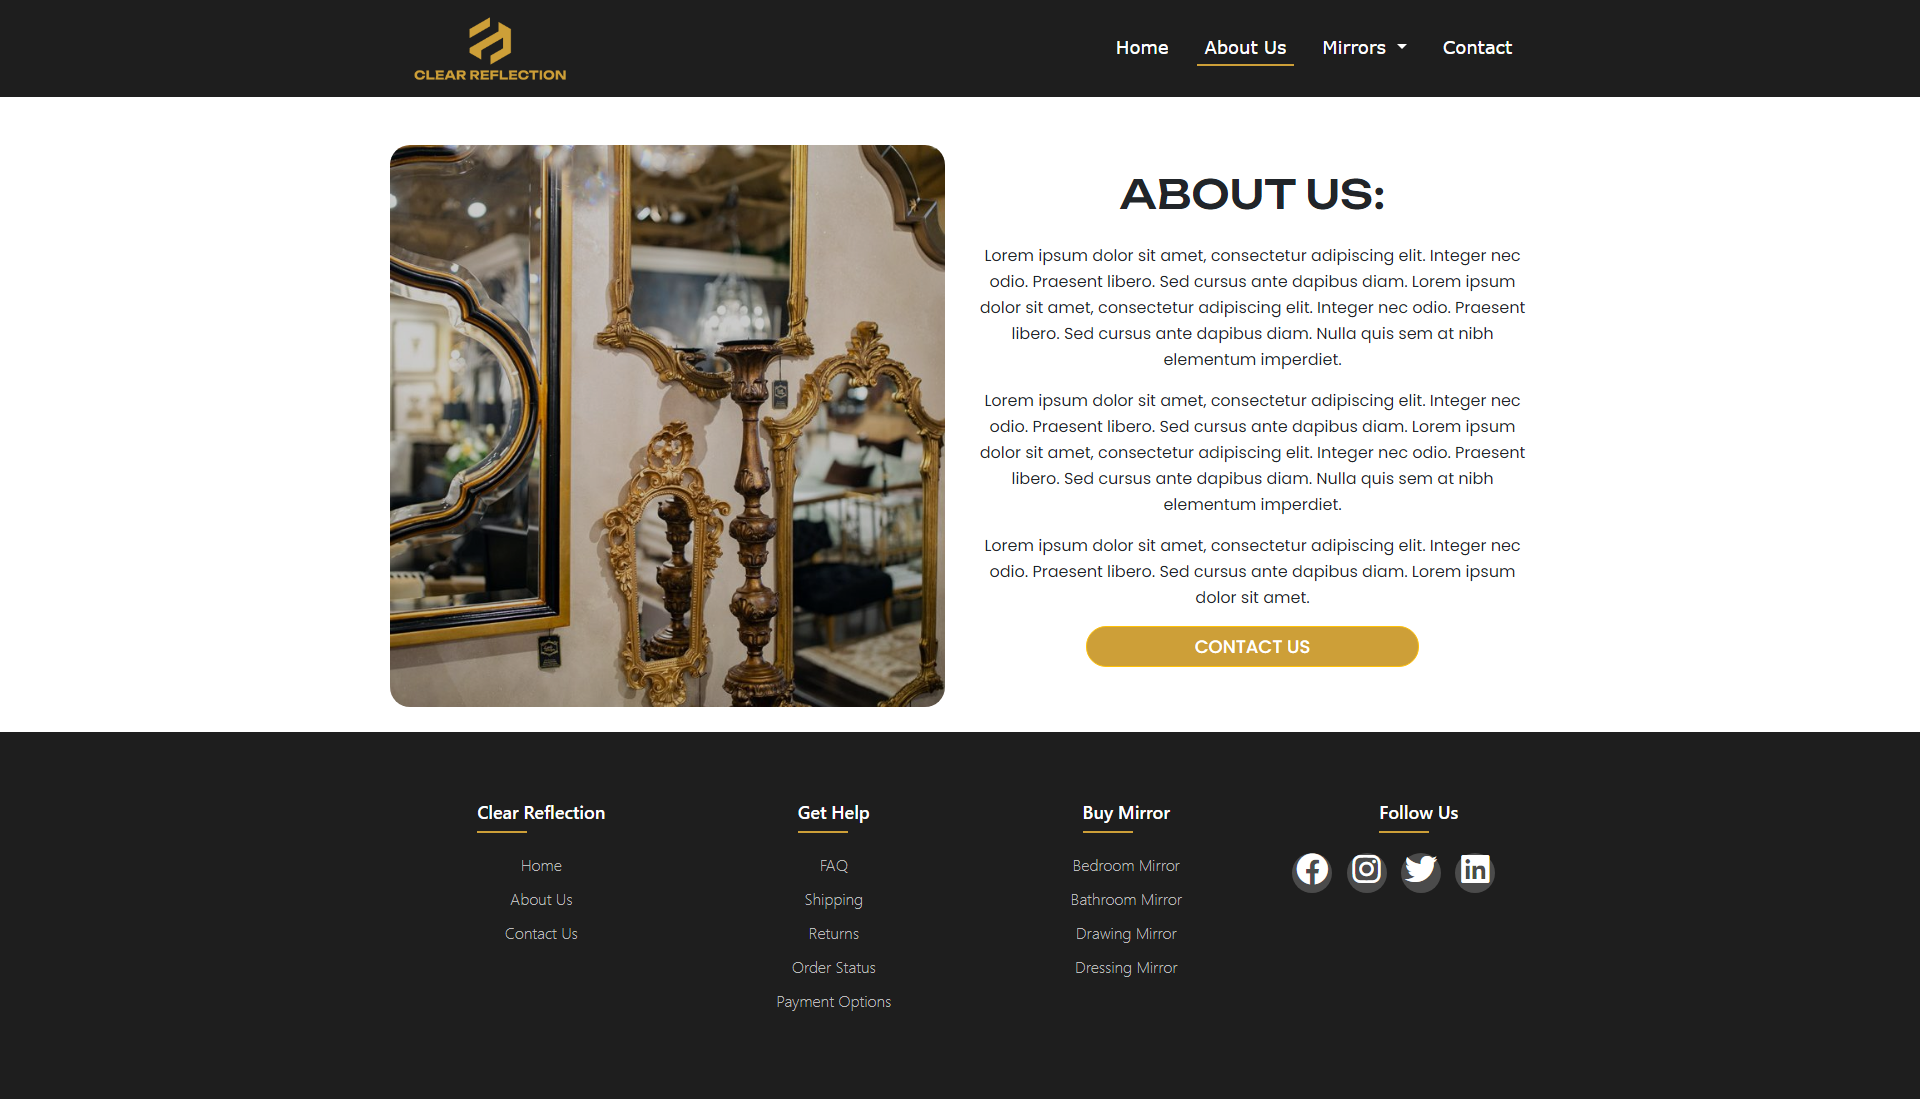 CLEAR REFLECTION
Home
About Us
Mirrors
Contact
ABOUT US:
Lorem ipsum dolor sit amet, consectetur adipiscing elit. Integer nec
odio. Praesent libero. Sed cursus ante dapibus diam. Lorem ipsum
dolor sit amet, consectetur adipiscing elit. Integer nec odio. Praesent
libero. Sed cursus ante dapibus diam. Nulla quis sem at nibh
elementum imperdiet.
Lorem ipsum dolor sit amet, consectetur adipiscing elit. Integer nec
odio. Praesent libero. Sed cursus ante dapibus diam. Lorem ipsum
dolor sit amet, consectetur adipiscing elit. Integer nec odio. Praesent
libero. Sed cursus ante dapibus diam. Nulla quis sem at nibh
elementum imperdiet.
Lorem ipsum dolor sit amet, consectetur adipiscing elit. Integer nec
odio. Praesent libero. Sed cursus ante dapibus diam. Lorem ipsum
dolor sit amet.
CONTACT US
Clear Reflection
Home
About Us
Contact Us
Get Help
FAQ
Shipping
Returns
Order Status
Payment Options
Buy Mirror
Bedroom Mirror
Bathroom Mirror
Drawing Mirror
Dressing Mirror
Follow Us